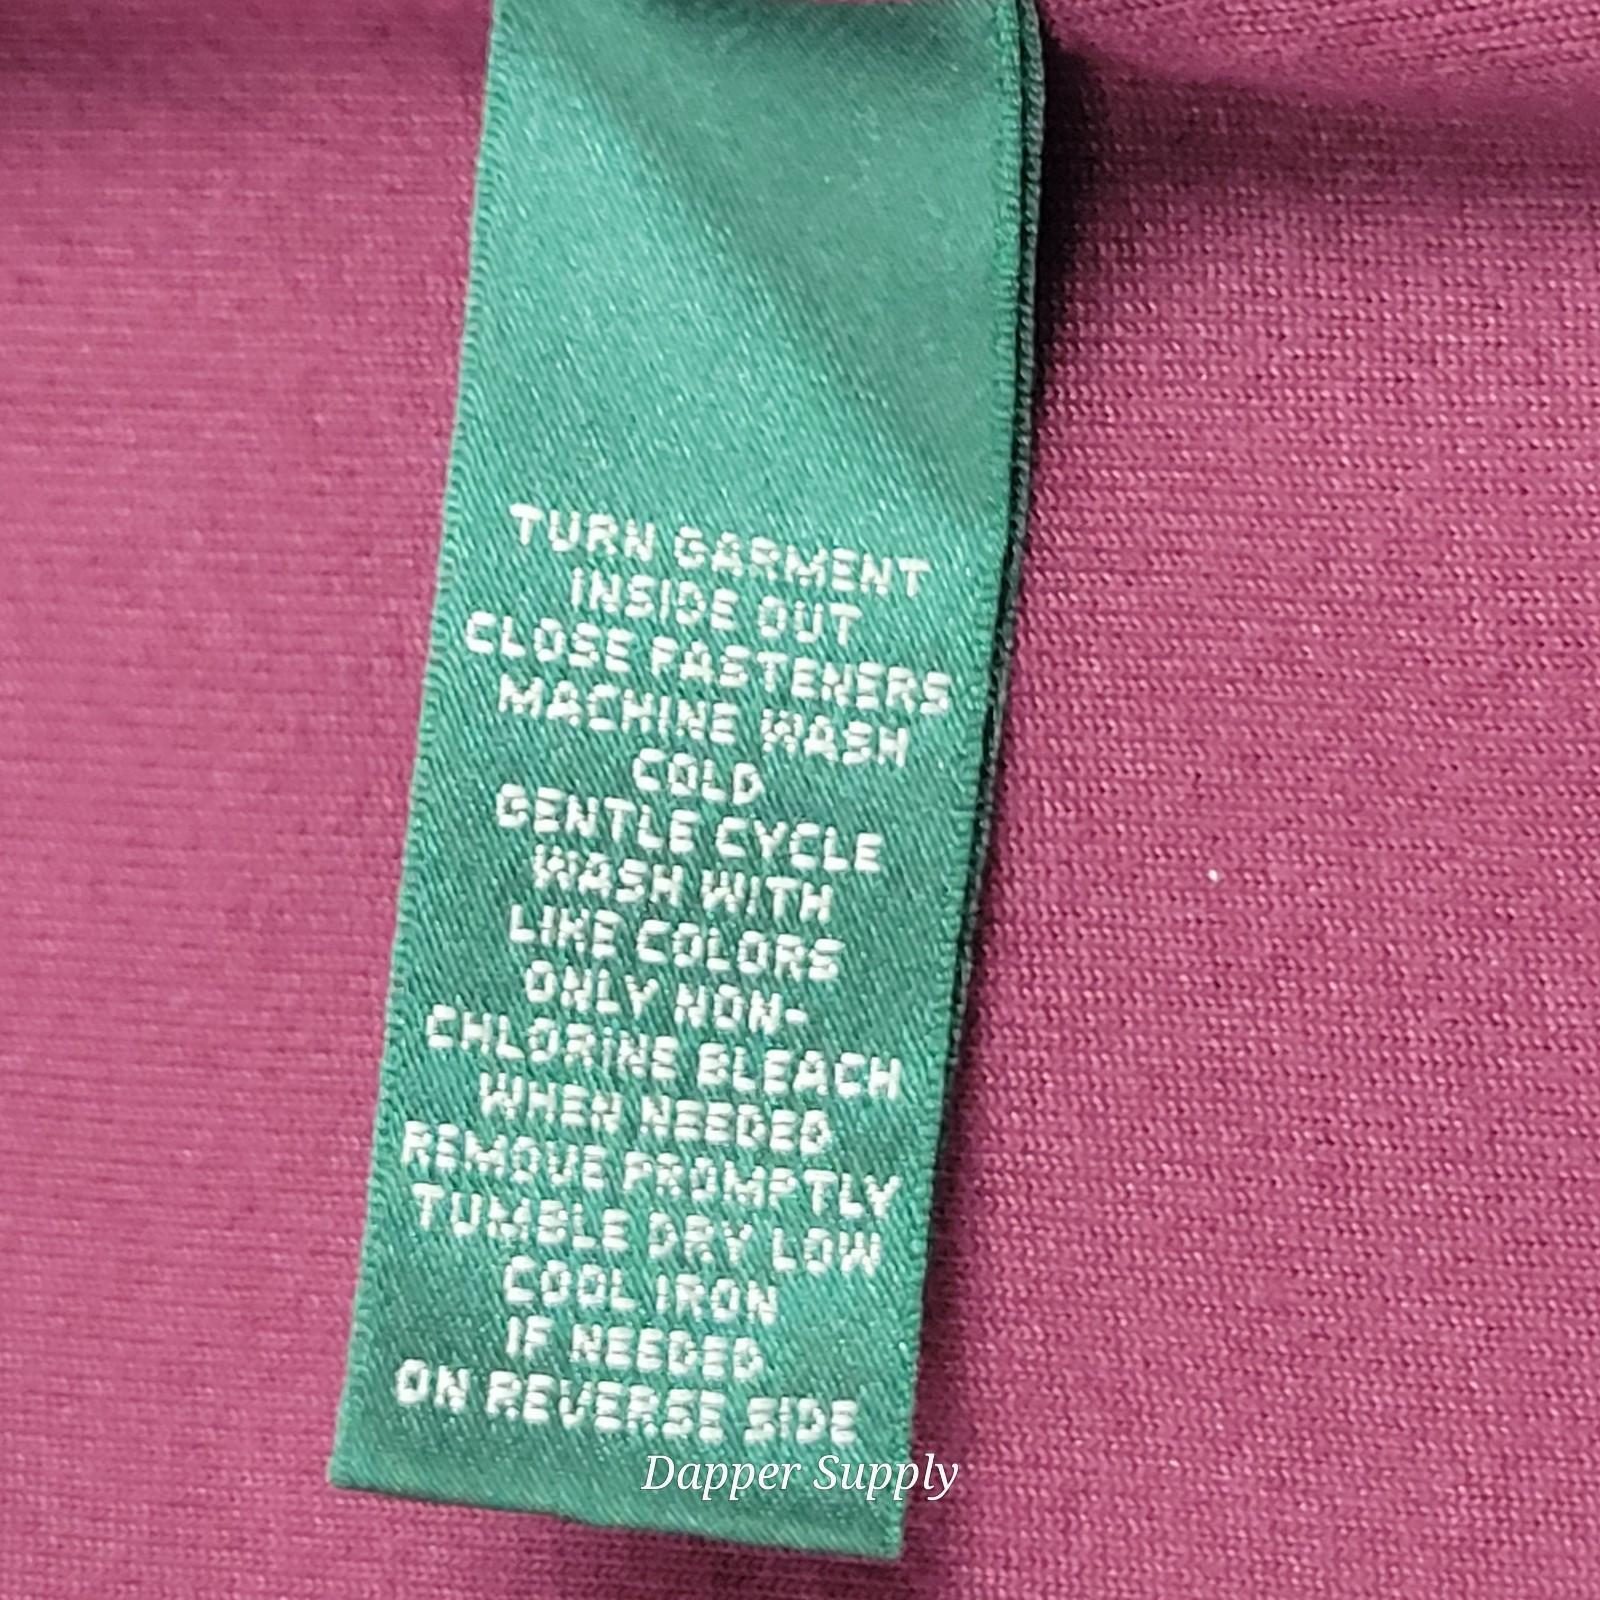 TURN GARMENT
INSIDE OUT
CLOSE FASTENERS
MACHINE WASH
COLD
GENTLE CYCLE
WASH WITH
LIKE COLORS
ONLY NON-
CHLORINE BLEACH
WHEN NEEDED
REMOVE PROMPTLY
TUMBLE DRY LOW
COOL IRON
IF NEEDED
ON REVERSE SIDE
Dapper Supply